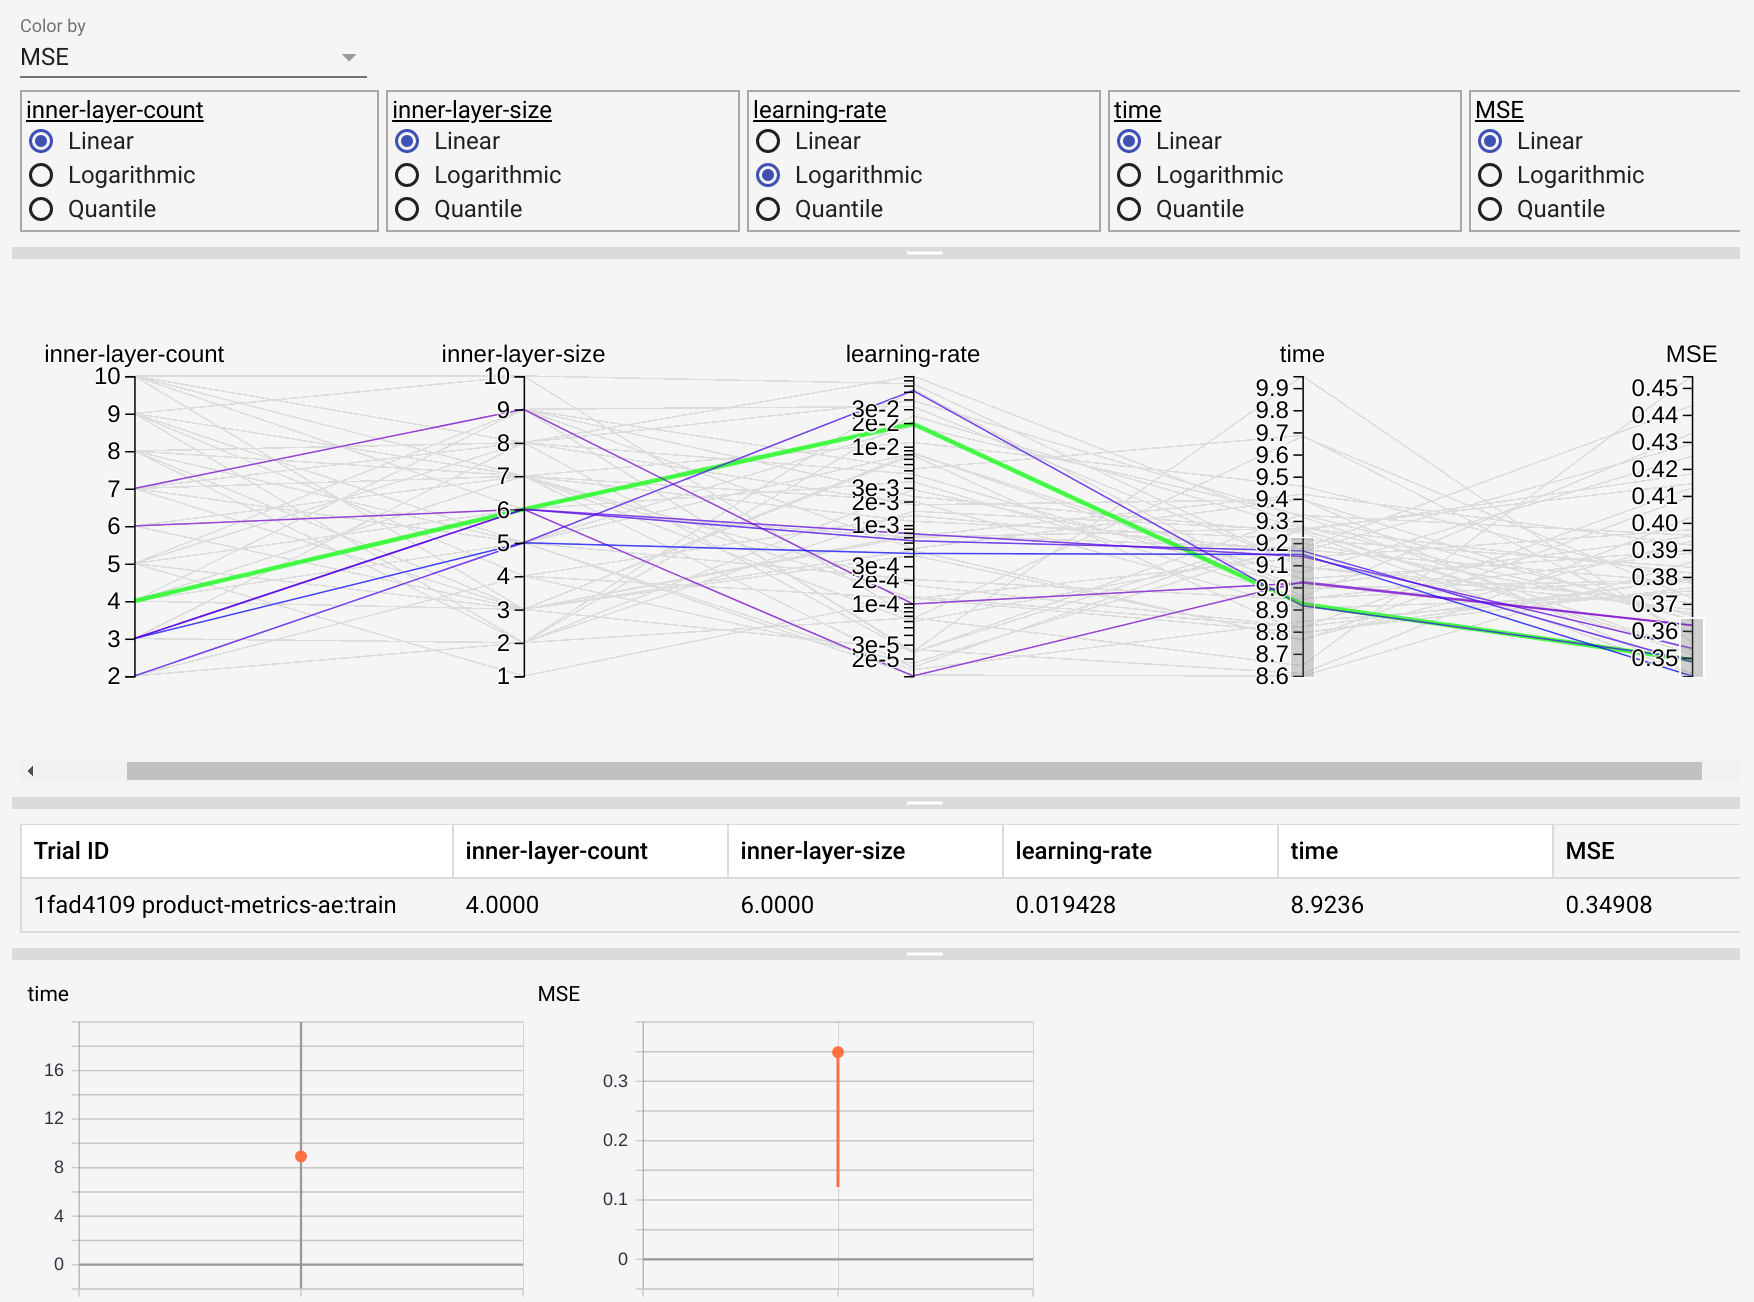 Color by
MSE
inner-layer-count
Linear
Logarithmic
Quantile
inner-layer-size
Linear
Logarithmic
Quantile
learning-rate
Linear
Logarithmic
Quantile
time
Linear
Logarithmic
Quantile
MSE
Linear
Logarithmic
Quantile
inner-layer-count
10
9
8
7
6
5
4
3
2
inner-layer-size
10
9
8
7
6
5
4
3
2
1
learning-rate
3e-2
2e-2
1e-2
3e-3
2e-3
1e-3
3e-4
2e-4
1e-4
3e-5
2e-5
time
9.9
9.8
9.7
9.6
9.5
9.4
9.3
9.2
9.1
9.0
8.9
8.8
8.7
8.6
MSE
0.45
0.44
0.43
0.42
0.41
0.40
0.39
0.38
0.37
0.36
0.35
Trial ID inner-layer-count inner-layer-size learning-rate time MSE
1fad4109 product-metrics-ae:train 4.0000 6.0000 0.019428 8.9236 0.34908
time
16
12
8
4
0
MSE
0.3
0.2
0.1
0